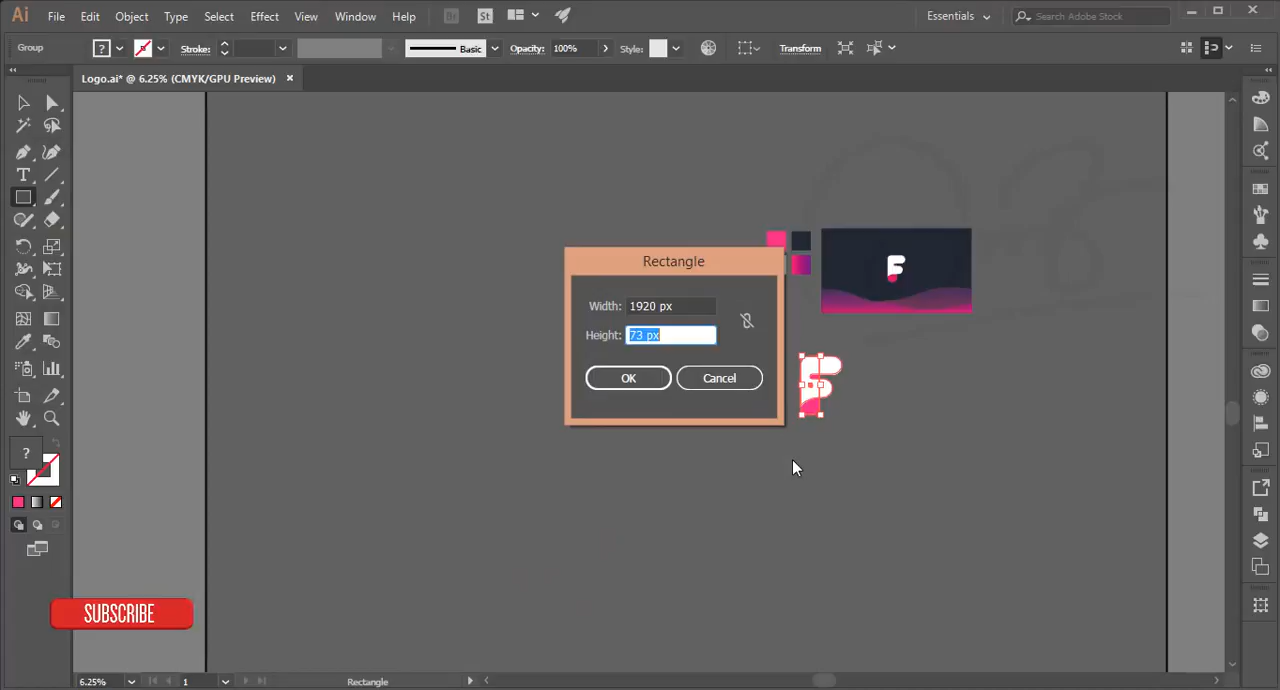 Ai File Edit Object Type Select Effect View Window Help Br St Essentials Search Adobe Stock
Group ? Stroke: Basic Opacity: 100% Style: Transform
Logo.ai* @ 6.25% (CMYK/GPU Preview) ×
F
Rectangle
Width: 1920 px
Height: 73 px
OK Cancel
F
T
?
SUBSCRIBE
6.25% 1 Rectangle